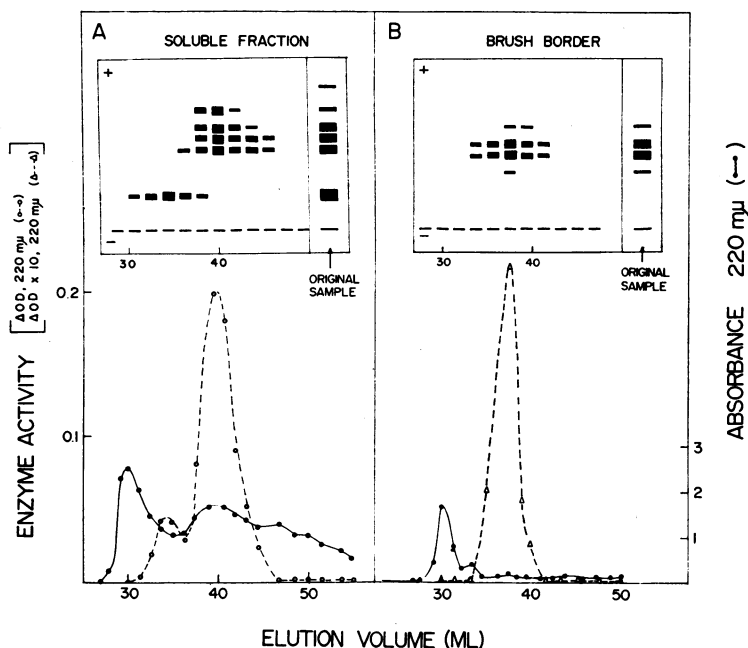 A
SOLUBLE FRACTION
+
−
30
40
ORIGINAL
SAMPLE
B
BRUSH BORDER
+
−
30
40
ORIGINAL
SAMPLE
ENZYME ACTIVITY
ΔOD, 220 mµ (o-o)
ΔOD x 10, 220 mµ (Δ--Δ)
0.2
0.1
ABSORBANCE 220 mµ (•—•)
3
2
1
30
40
50
30
40
50
ELUTION VOLUME (ML)